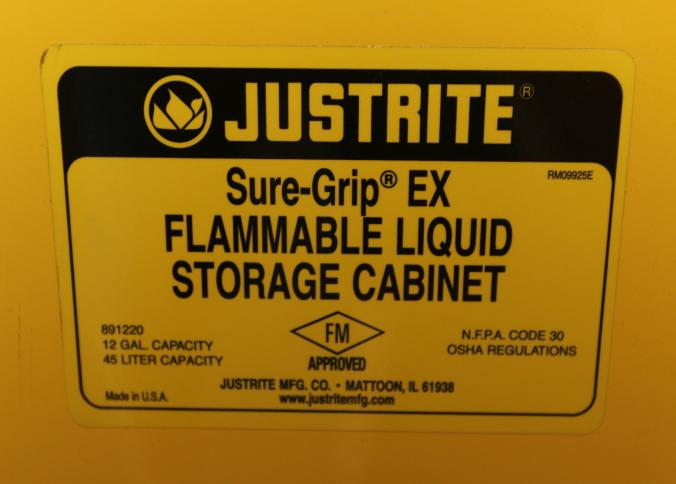 JUSTRITE®
RM09925E
Sure-Grip® EX
FLAMMABLE LIQUID
STORAGE CABINET
891220
12 GAL. CAPACITY
45 LITER CAPACITY
FM
APPROVED
N.F.P.A. CODE 30
OSHA REGULATIONS
JUSTRITE MFG. CO. • MATTOON, IL 61938
www.justritemfg.com
Made in U.S.A.